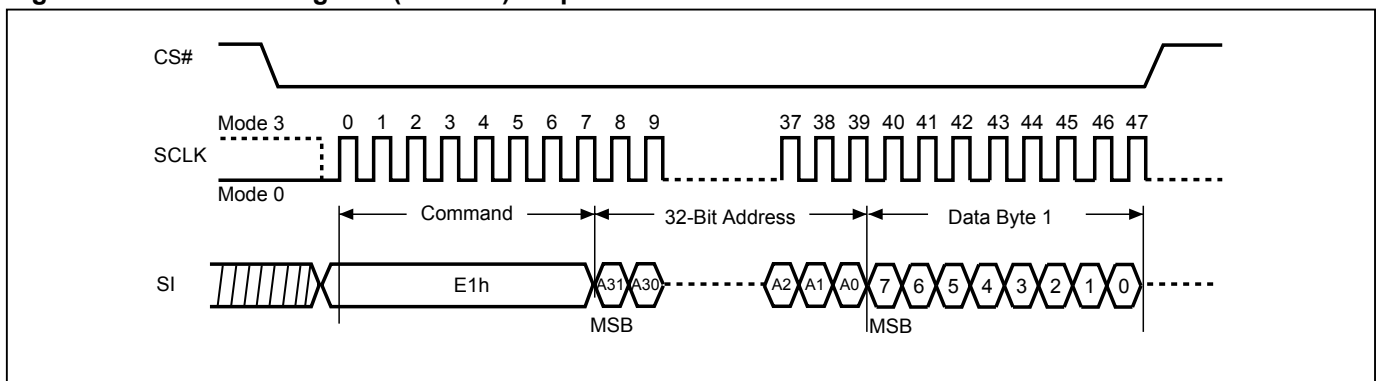 CS#
Mode 3 0 1 2 3 4 5 6 7 8 9 37 38 39 40 41 42 43 44 45 46 47
SCLK
Mode 0
Command 32-Bit Address Data Byte 1
SI E1h A31 A30 A2 A1 A0 7 6 5 4 3 2 1 0
MSB MSB